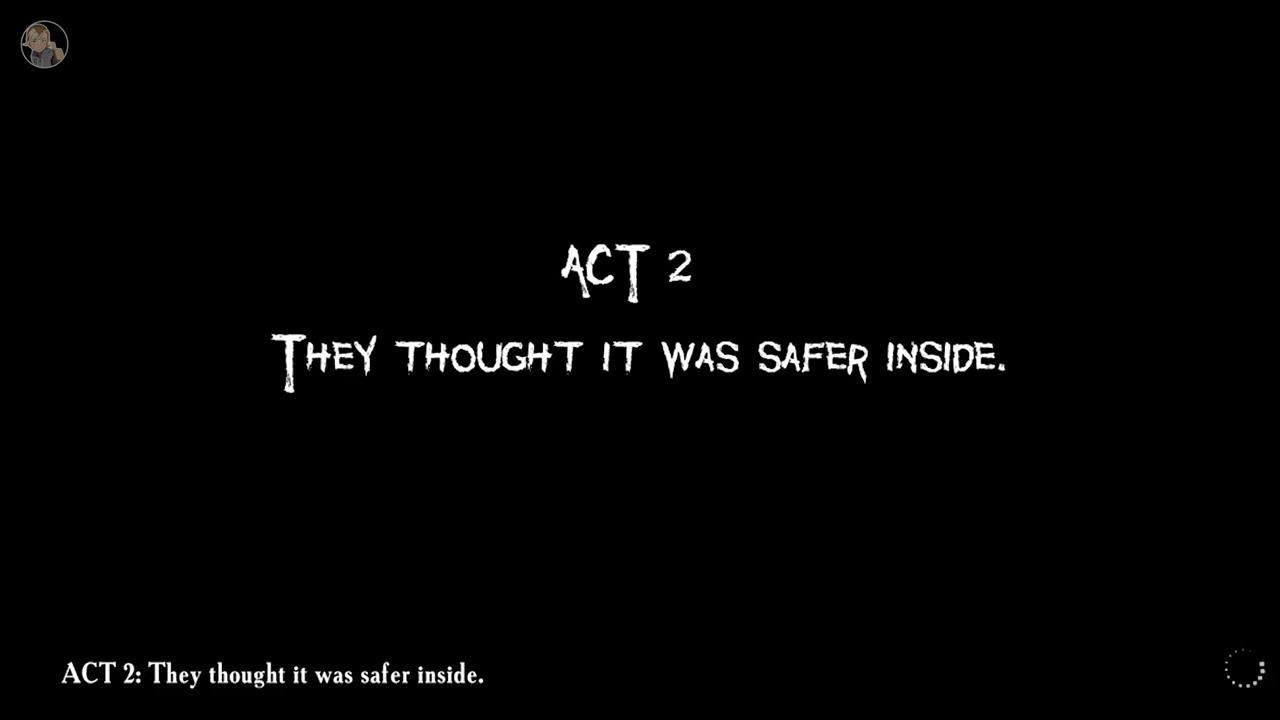 ACT 2
THEY THOUGHT IT WAS SAFER INSIDE.
ACT 2: They thought it was safer inside.